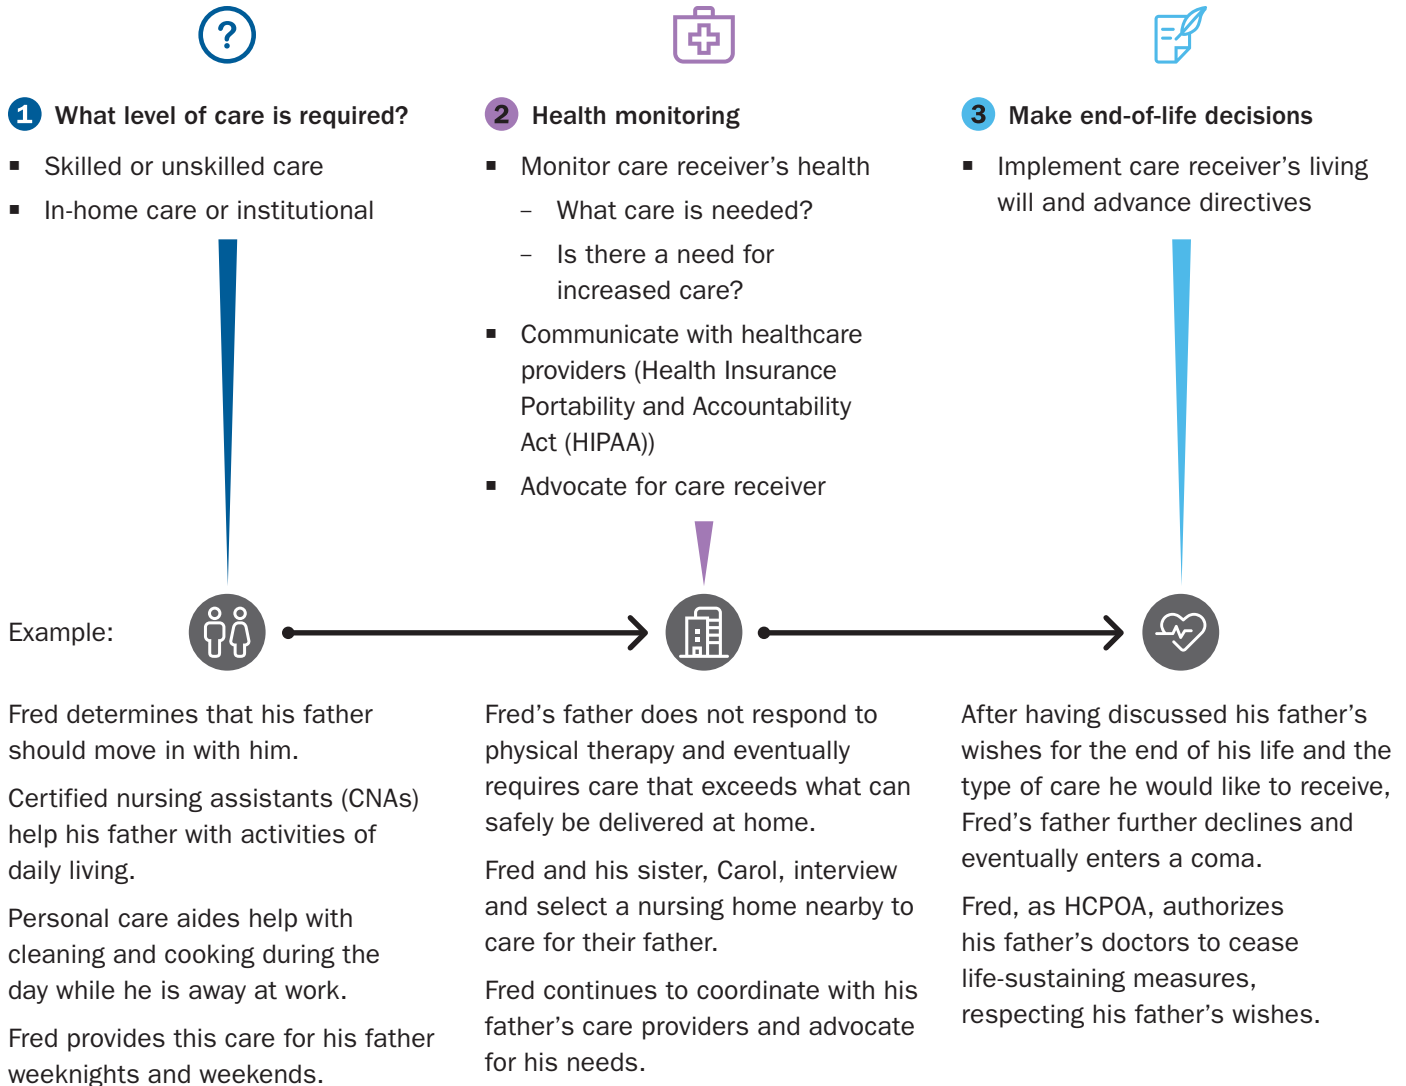 ?
1 What level of care is required?
▪ Skilled or unskilled care
▪ In-home care or institutional
2 Health monitoring
▪ Monitor care receiver’s health
– What care is needed?
– Is there a need for
increased care?
▪ Communicate with healthcare
providers (Health Insurance
Portability and Accountability
Act (HIPAA))
▪ Advocate for care receiver
3 Make end-of-life decisions
▪ Implement care receiver’s living
will and advance directives
Example:
Fred determines that his father
should move in with him.
Certified nursing assistants (CNAs)
help his father with activities of
daily living.
Personal care aides help with
cleaning and cooking during the
day while he is away at work.
Fred provides this care for his father
weeknights and weekends.
Fred’s father does not respond to
physical therapy and eventually
requires care that exceeds what can
safely be delivered at home.
Fred and his sister, Carol, interview
and select a nursing home nearby to
care for their father.
Fred continues to coordinate with his
father’s care providers and advocate
for his needs.
After having discussed his father’s
wishes for the end of his life and the
type of care he would like to receive,
Fred’s father further declines and
eventually enters a coma.
Fred, as HCPOA, authorizes
his father’s doctors to cease
life-sustaining measures,
respecting his father’s wishes.